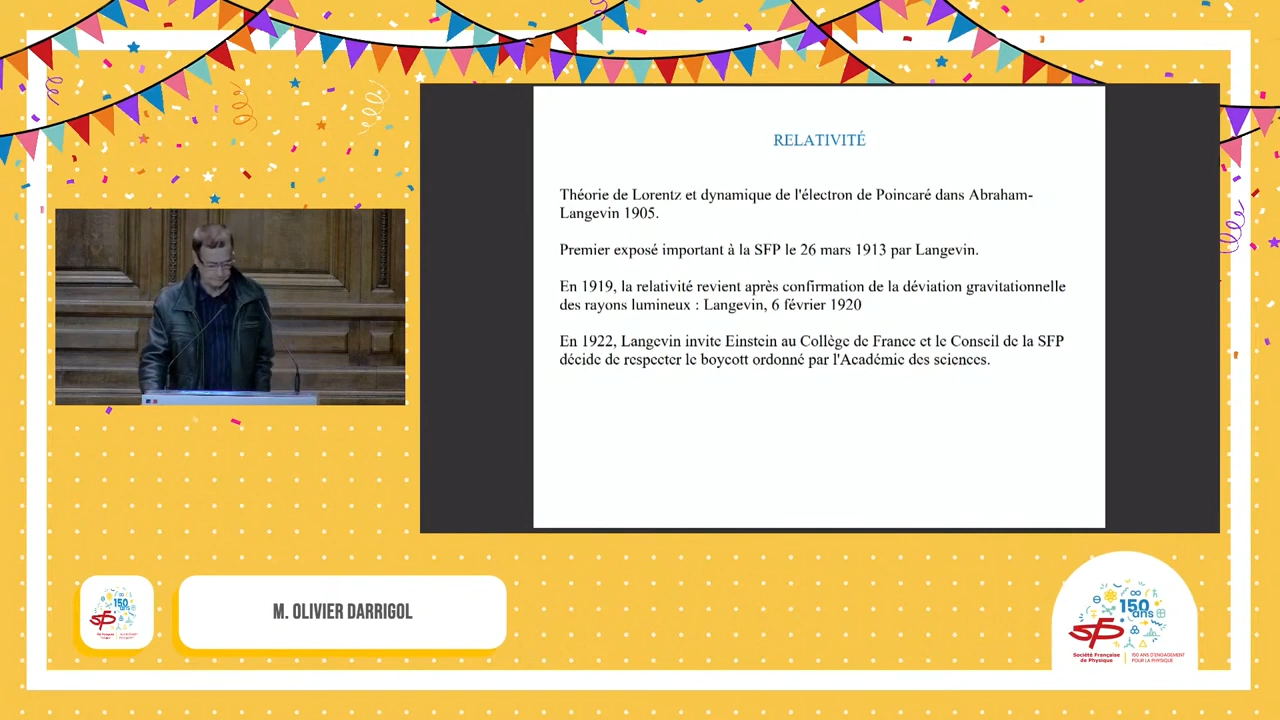 RELATIVITÉ
Théorie de Lorentz et dynamique de l'électron de Poincaré dans Abraham-
Langevin 1905.
Premier exposé important à la SFP le 26 mars 1913 par Langevin.
En 1919, la relativité revient après confirmation de la déviation gravitationnelle
des rayons lumineux : Langevin, 6 février 1920
En 1922, Langevin invite Einstein au Collège de France et le Conseil de la SFP
décide de respecter le boycott ordonné par l'Académie des sciences.
150
ans
sfp
M. OLIVIER DARRIGOL
150
ans
sfp
Société Française
de Physique
150 ANS D'ENGAGEMENT
POUR LA PHYSIQUE